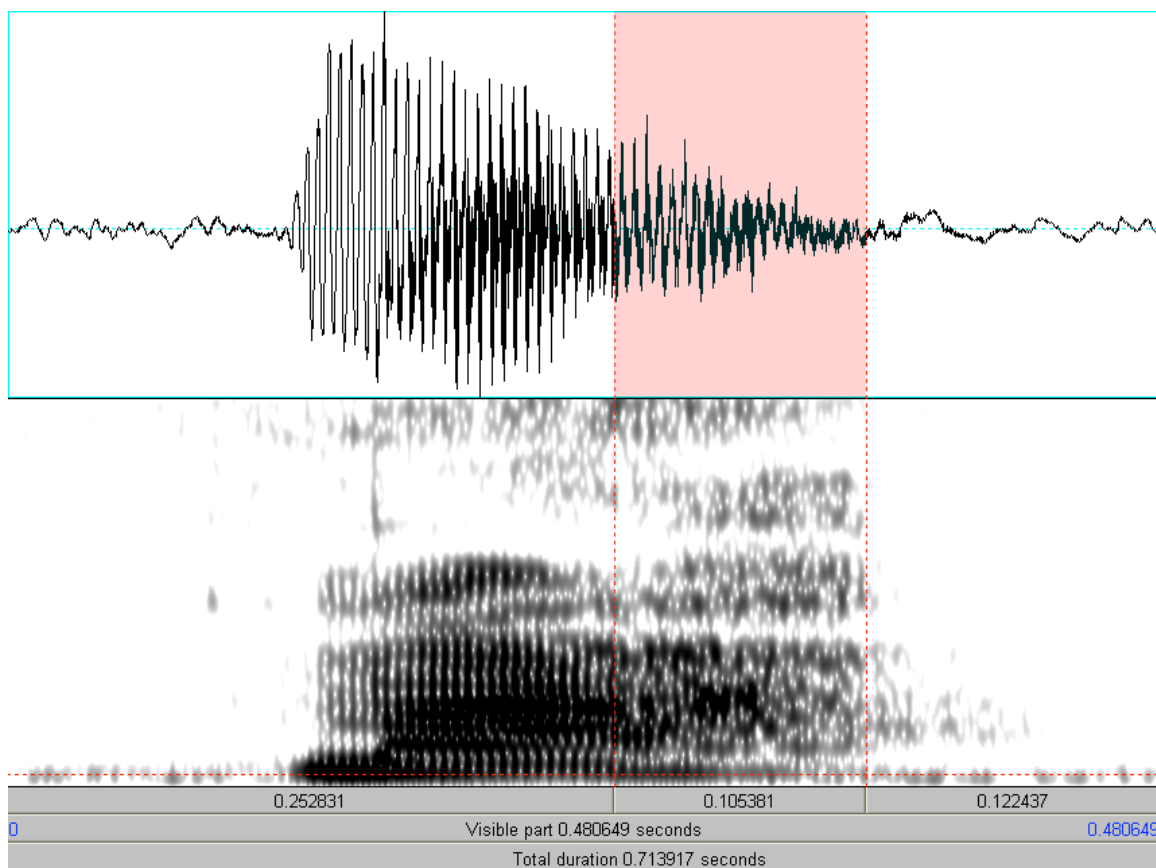 0.252831 0.105381 0.122437
0 Visible part 0.480649 seconds 0.480649
Total duration 0.713917 seconds